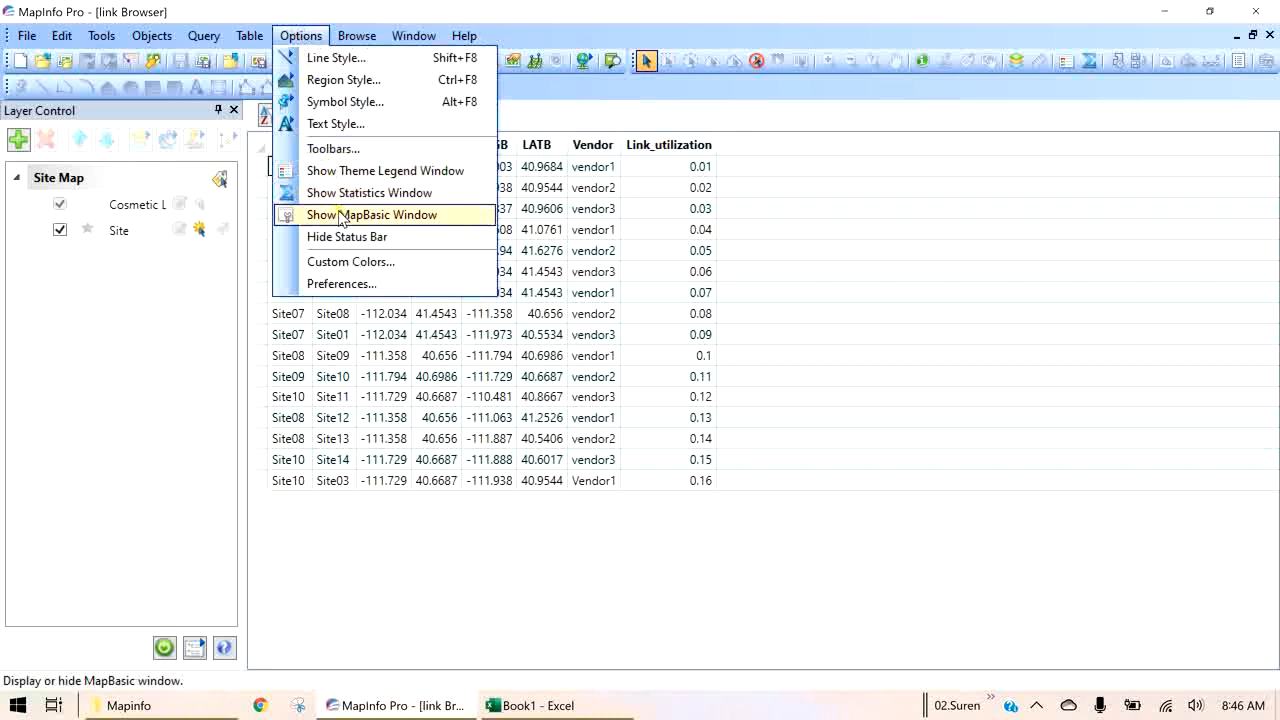 MapInfo Pro - [link Browser]
File Edit Tools Objects Query Table Options Browse Window Help
Line Style... Shift+F8
Region Style... Ctrl+F8
Symbol Style... Alt+F8
Text Style...
Toolbars...
Show Theme Legend Window
Show Statistics Window
Show MapBasic Window
Hide Status Bar
Custom Colors...
Preferences...
Layer Control
Site Map
Cosmetic L
Site
LATB Vendor Link_utilization
40.9684 vendor1 0.01
40.9544 vendor2 0.02
40.9606 vendor3 0.03
41.0761 vendor1 0.04
41.6276 vendor2 0.05
41.4543 vendor3 0.06
41.4543 vendor1 0.07
Site07 Site08 -112.034 41.4543 -111.358 40.656 vendor2 0.08
Site07 Site01 -112.034 41.4543 -111.973 40.5534 vendor3 0.09
Site08 Site09 -111.358 40.656 -111.794 40.6986 vendor1 0.1
Site09 Site10 -111.794 40.6986 -111.729 40.6687 vendor2 0.11
Site10 Site11 -111.729 40.6687 -110.481 40.8667 vendor3 0.12
Site08 Site12 -111.358 40.656 -111.063 41.2526 vendor1 0.13
Site08 Site13 -111.358 40.656 -111.887 40.5406 vendor2 0.14
Site10 Site14 -111.729 40.6687 -111.888 40.6017 vendor3 0.15
Site10 Site03 -111.729 40.6687 -111.938 40.9544 Vendor1 0.16
Display or hide MapBasic window.
Mapinfo
MapInfo Pro - [link Br...
Book1 - Excel
02.Suren
8:46 AM